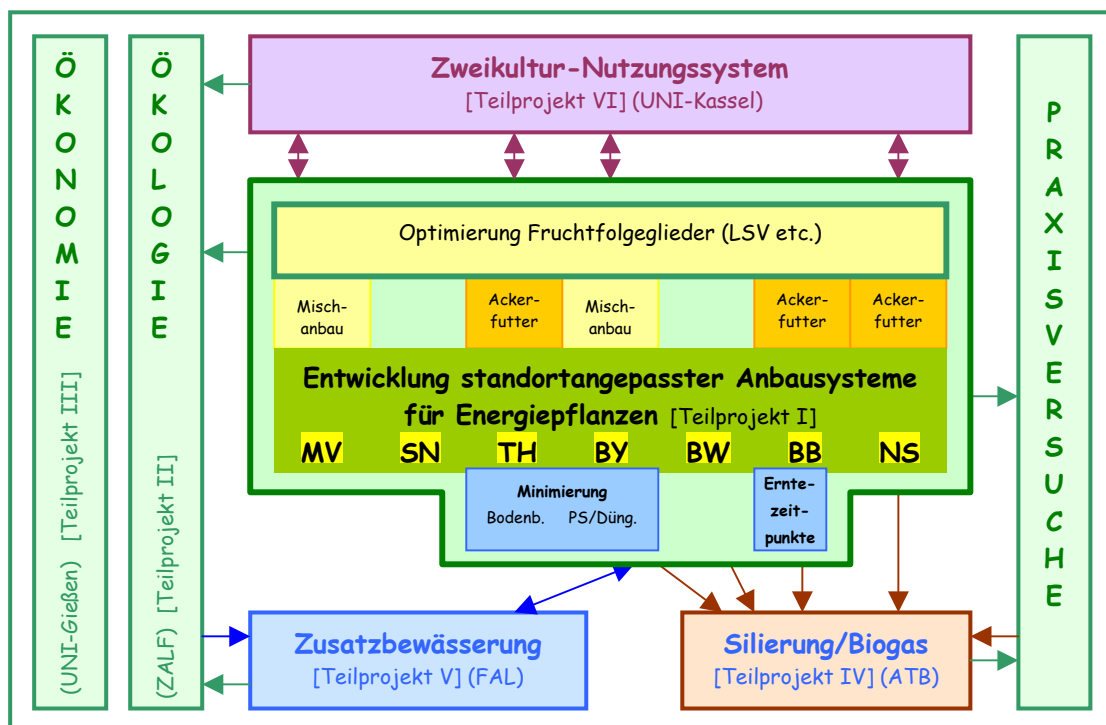 ÖKONOMIE
(UNI-Gießen) [Teilprojekt III]
ÖKOLOGIE
(ZALF) [Teilprojekt II]
Zweikultur-Nutzungssystem
[Teilprojekt VI] (UNI-Kassel)
Optimierung Fruchtfolgeglieder (LSV etc.)
Misch-
anbau
Acker-
futter
Misch-
anbau
Acker-
futter
Acker-
futter
Entwicklung standortangepasster Anbausysteme
für Energiepflanzen [Teilprojekt I]
MV SN TH BY BW BB NS
Minimierung
Bodenb. PS/Düng.
Ernte-
zeit-
punkte
Zusatzbewässerung
[Teilprojekt V] (FAL)
Silierung/Biogas
[Teilprojekt IV] (ATB)
PRAXISVERSUCHE